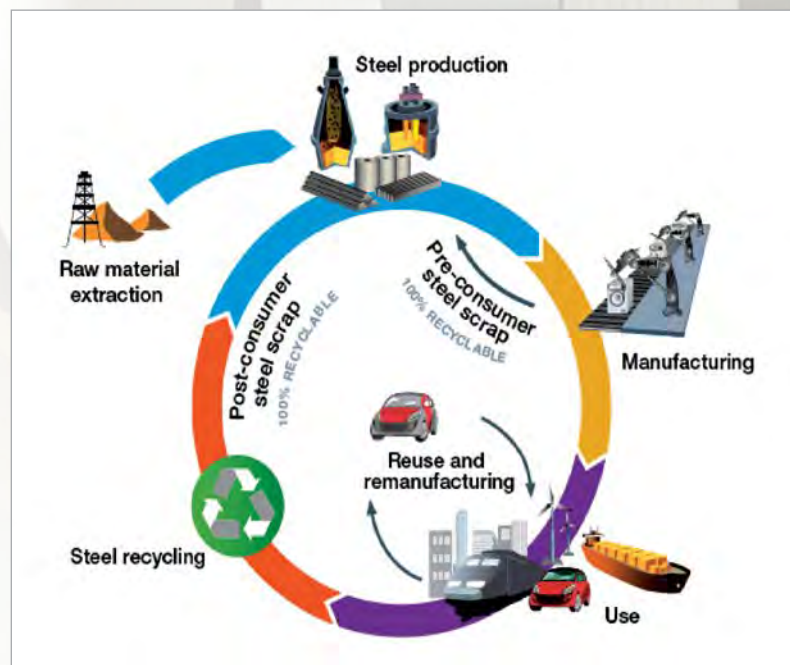 Steel production
Raw material
extraction
Pre-consumer
steel scrap
100% RECYCLABLE
Manufacturing
Post-consumer
steel scrap
100% RECYCLABLE
Reuse and
remanufacturing
Steel recycling
Use